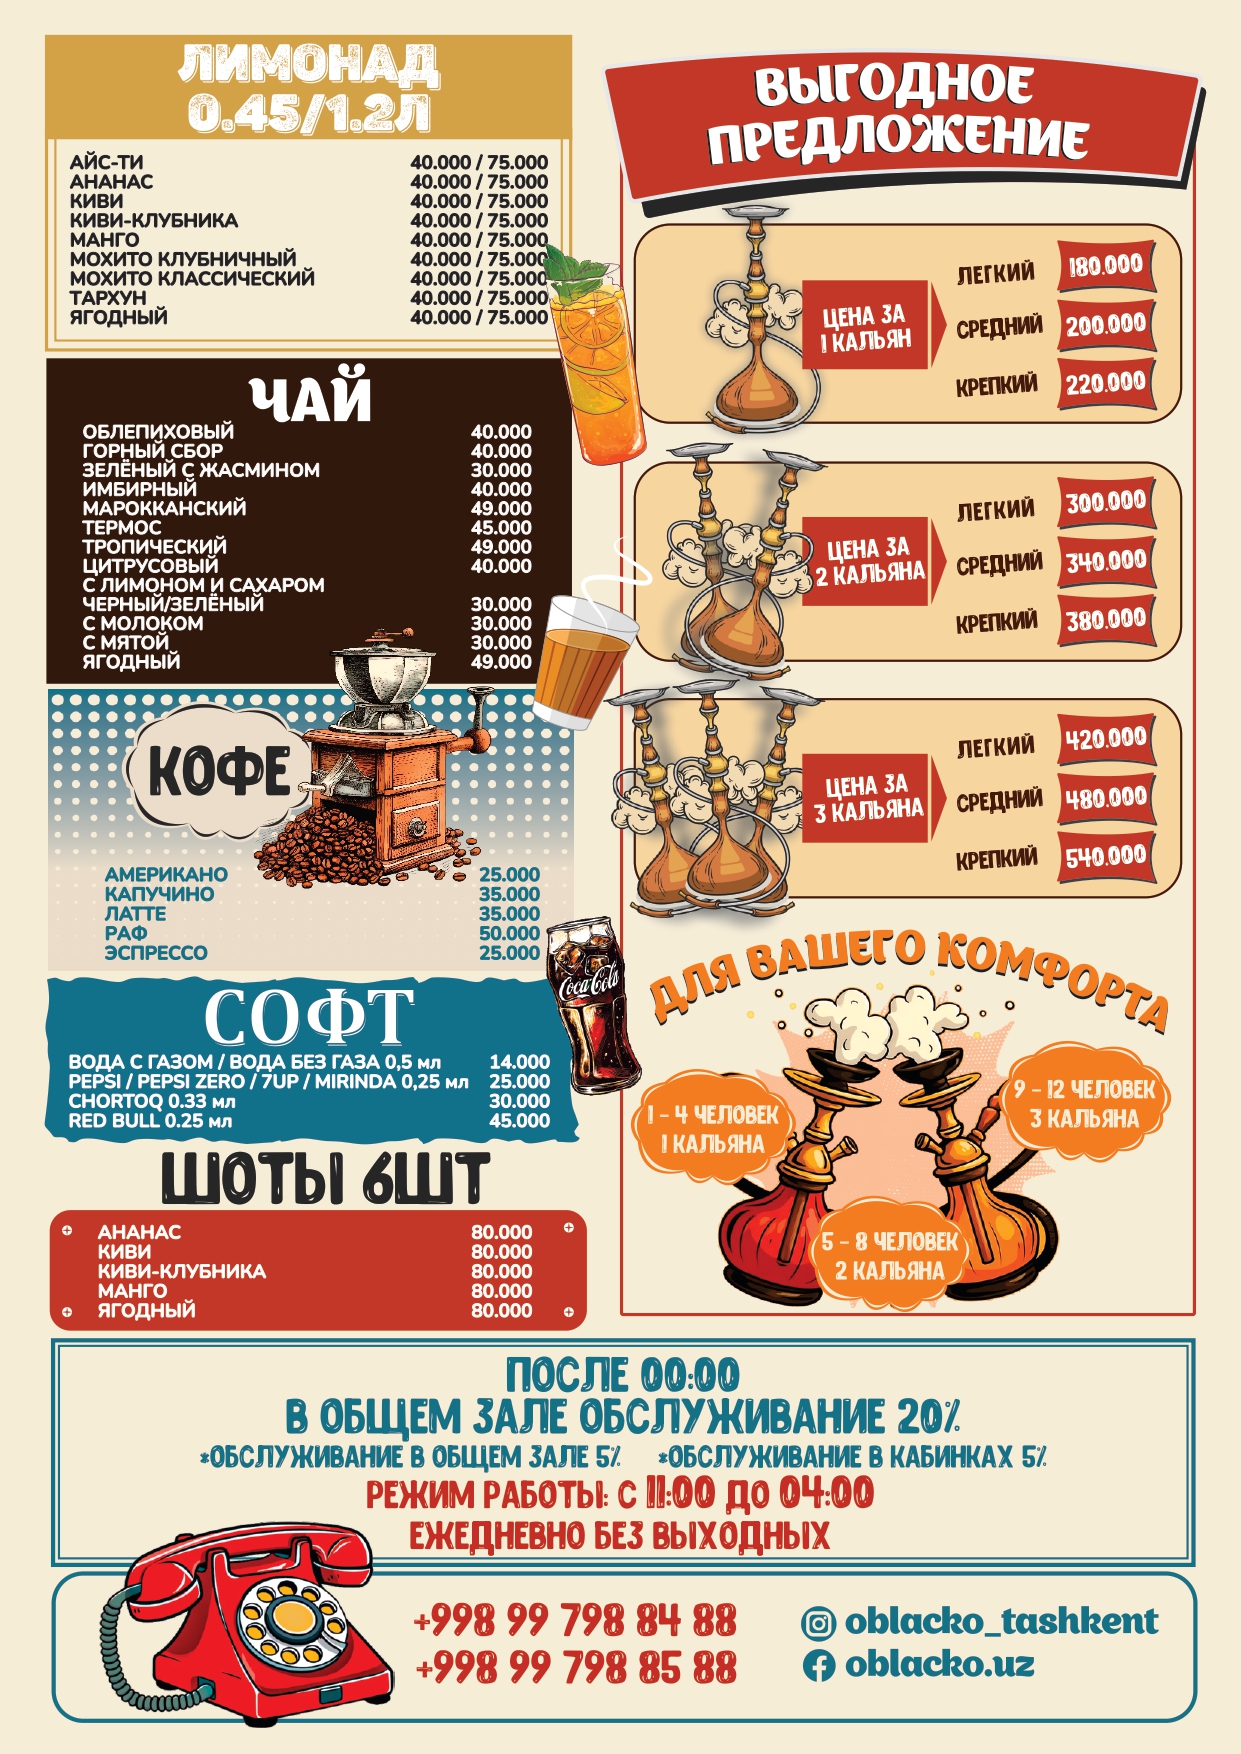 ЛИМОНАД
0.45/1.2Л
АЙС-ТИ 40.000 / 75.000
АНАНАС 40.000 / 75.000
КИВИ 40.000 / 75.000
КИВИ-КЛУБНИКА 40.000 / 75.000
МАНГО 40.000 / 75.000
МОХИТО КЛУБНИЧНЫЙ 40.000 / 75.000
МОХИТО КЛАССИЧЕСКИЙ 40.000 / 75.000
ТАРХУН 40.000 / 75.000
ЯГОДНЫЙ 40.000 / 75.000
ЧАЙ
ОБЛЕПИХОВЫЙ 40.000
ГОРНЫЙ СБОР 40.000
ЗЕЛЁНЫЙ С ЖАСМИНОМ 30.000
ИМБИРНЫЙ 40.000
МАРОККАНСКИЙ 49.000
ТЕРМОС 45.000
ТРОПИЧЕСКИЙ 49.000
ЦИТРУСОВЫЙ 40.000
С ЛИМОНОМ И САХАРОМ
ЧЕРНЫЙ/ЗЕЛЁНЫЙ 30.000
С МОЛОКОМ 30.000
С МЯТОЙ 30.000
ЯГОДНЫЙ 49.000
КОФЕ
АМЕРИКАНО 25.000
КАПУЧИНО 35.000
ЛАТТЕ 35.000
РАФ 50.000
ЭСПРЕССО 25.000
Coca-Cola
СОФТ
ВОДА С ГАЗОМ / ВОДА БЕЗ ГАЗА 0,5 мл 14.000
PEPSI / PEPSI ZERO / 7UP / MIRINDA 0,25 мл 25.000
CHORTOQ 0.33 мл 30.000
RED BULL 0.25 мл 45.000
ШОТЫ 6ШТ
АНАНАС 80.000
КИВИ 80.000
КИВИ-КЛУБНИКА 80.000
МАНГО 80.000
ЯГОДНЫЙ 80.000
ВЫГОДНОЕ
ПРЕДЛОЖЕНИЕ
ЦЕНА ЗА
1 КАЛЬЯН
ЛЕГКИЙ 180.000
СРЕДНИЙ 200.000
КРЕПКИЙ 220.000
ЦЕНА ЗА
2 КАЛЬЯНА
ЛЕГКИЙ 300.000
СРЕДНИЙ 340.000
КРЕПКИЙ 380.000
ЦЕНА ЗА
3 КАЛЬЯНА
ЛЕГКИЙ 420.000
СРЕДНИЙ 480.000
КРЕПКИЙ 540.000
ДЛЯ ВАШЕГО КОМФОРТА
1 - 4 ЧЕЛОВЕК
1 КАЛЬЯНА
9 - 12 ЧЕЛОВЕК
3 КАЛЬЯНА
5 - 8 ЧЕЛОВЕК
2 КАЛЬЯНА
ПОСЛЕ 00:00
В ОБЩЕМ ЗАЛЕ ОБСЛУЖИВАНИЕ 20%
*ОБСЛУЖИВАНИЕ В ОБЩЕМ ЗАЛЕ 5% *ОБСЛУЖИВАНИЕ В КАБИНКАХ 5%
РЕЖИМ РАБОТЫ: С 11:00 ДО 04:00
ЕЖЕДНЕВНО БЕЗ ВЫХОДНЫХ
+998 99 798 84 88
+998 99 798 85 88
oblacko_tashkent
oblacko.uz